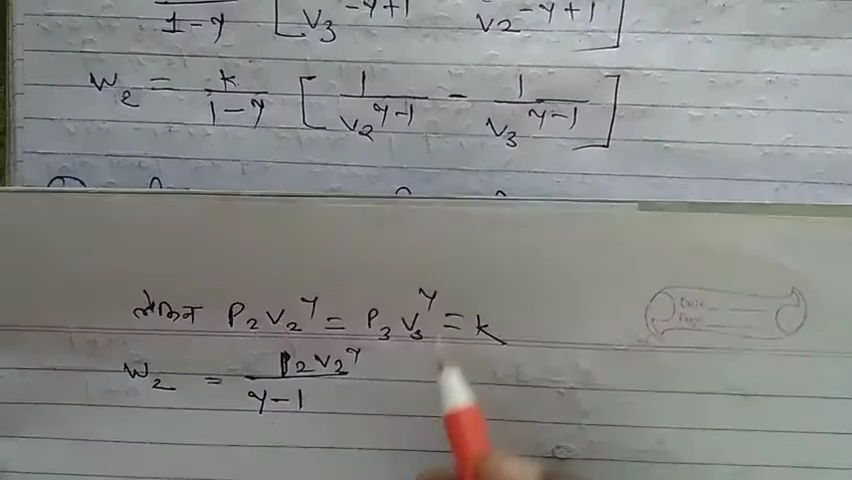 1-γ [ V₃^-γ+1 V₂^-γ+1 ]
W₂ = k/(1-γ) [ 1/V₂^γ-1 - 1/V₃^γ-1 ]
लेकिन P₂V₂^γ = P₃V₃^γ = k
W₂ = P₂V₂^γ/(γ-1)